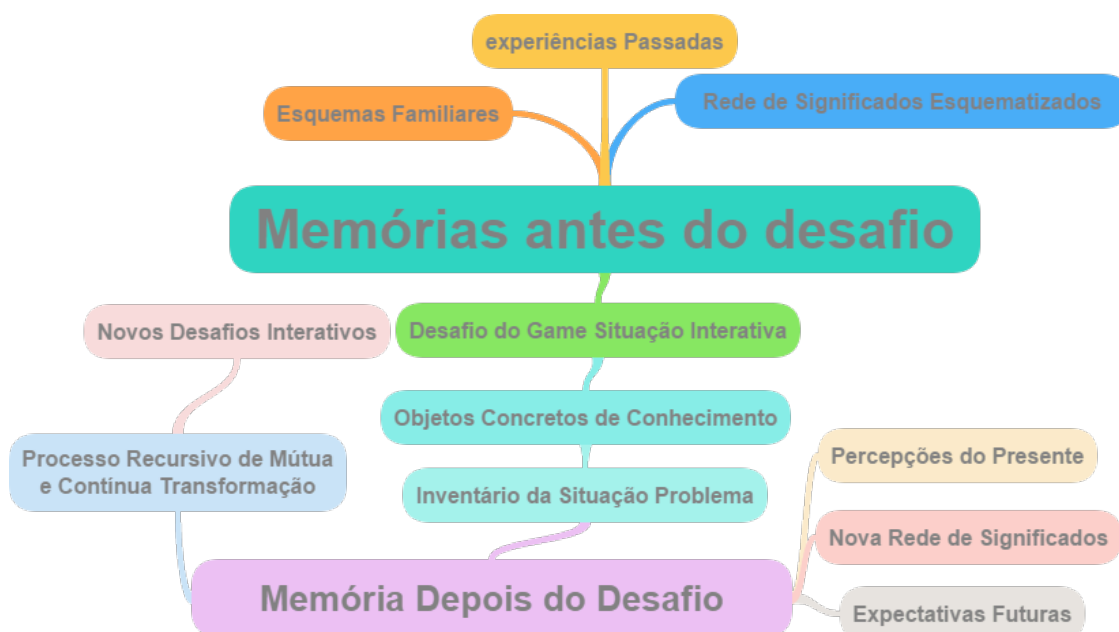 experiências Passadas
Esquemas Familiares
Rede de Significados Esquematizados
Memórias antes do desafio
Novos Desafios Interativos
Desafio do Game Situação Interativa
Objetos Concretos de Conhecimento
Processo Recursivo de Mútua
e Contínua Transformação
Percepções do Presente
Inventário da Situação Problema
Nova Rede de Significados
Memória Depois do Desafio
Expectativas Futuras